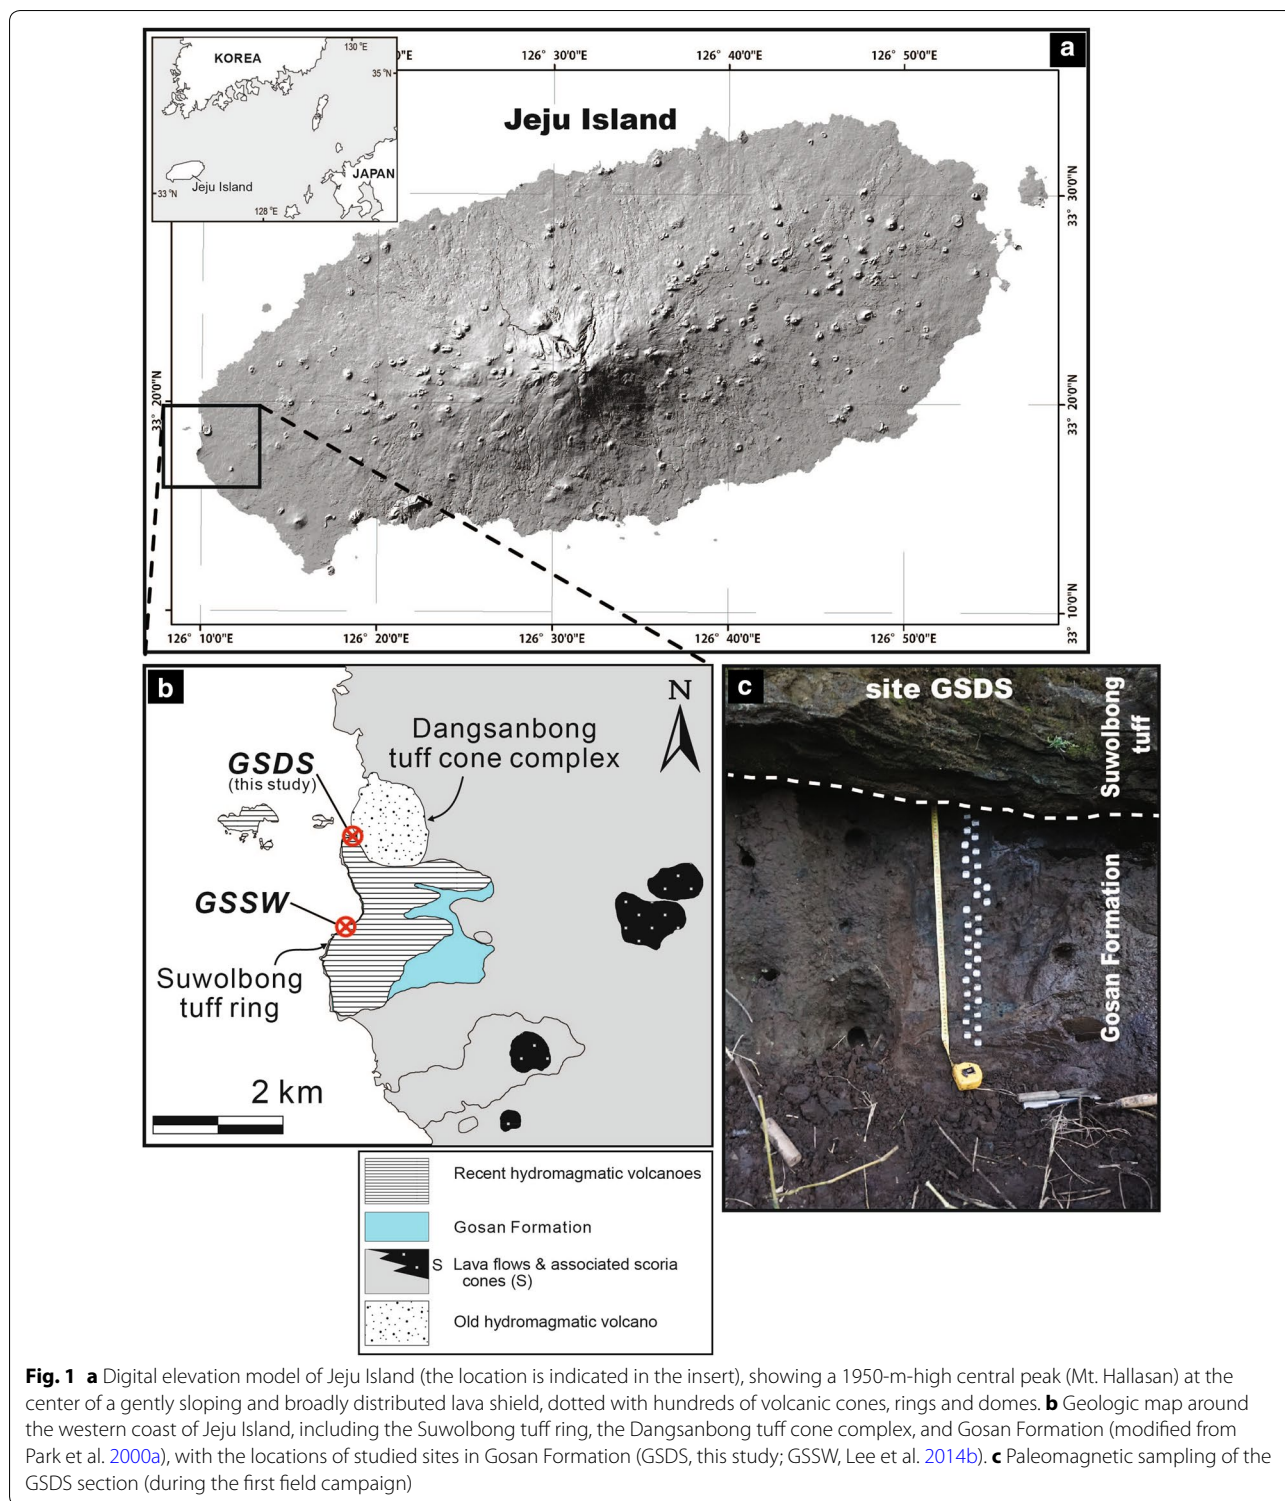 a
130 °E
KOREA
35 °N
JAPAN
Jeju Island
33 °N
128 °E
0"E
126° 30'0"E
126° 40'0"E
126° 50'0"E
Jeju Island
33° 30'0"N
33° 20'0"N
33° 20'0"N
33° 10'0"N
126° 10'0"E
126° 20'0"E
126° 30'0"E
126° 40'0"E
126° 50'0"E
b
N
Dangsanbong
tuff cone complex
GSDS
(this study)
GSSW
Suwolbong
tuff ring
2 km
c
site GSDS
Suwolbong
tuff
Gosan Formation
Recent hydromagmatic volcanoes
Gosan Formation
S Lava flows & associated scoria
cones (S)
Old hydromagmatic volcano
Fig. 1 a Digital elevation model of Jeju Island (the location is indicated in the insert), showing a 1950-m-high central peak (Mt. Hallasan) at the
center of a gently sloping and broadly distributed lava shield, dotted with hundreds of volcanic cones, rings and domes. b Geologic map around
the western coast of Jeju Island, including the Suwolbong tuff ring, the Dangsanbong tuff cone complex, and Gosan Formation (modified from
Park et al. 2000a), with the locations of studied sites in Gosan Formation (GSDS, this study; GSSW, Lee et al. 2014b). c Paleomagnetic sampling of the
GSDS section (during the first field campaign)